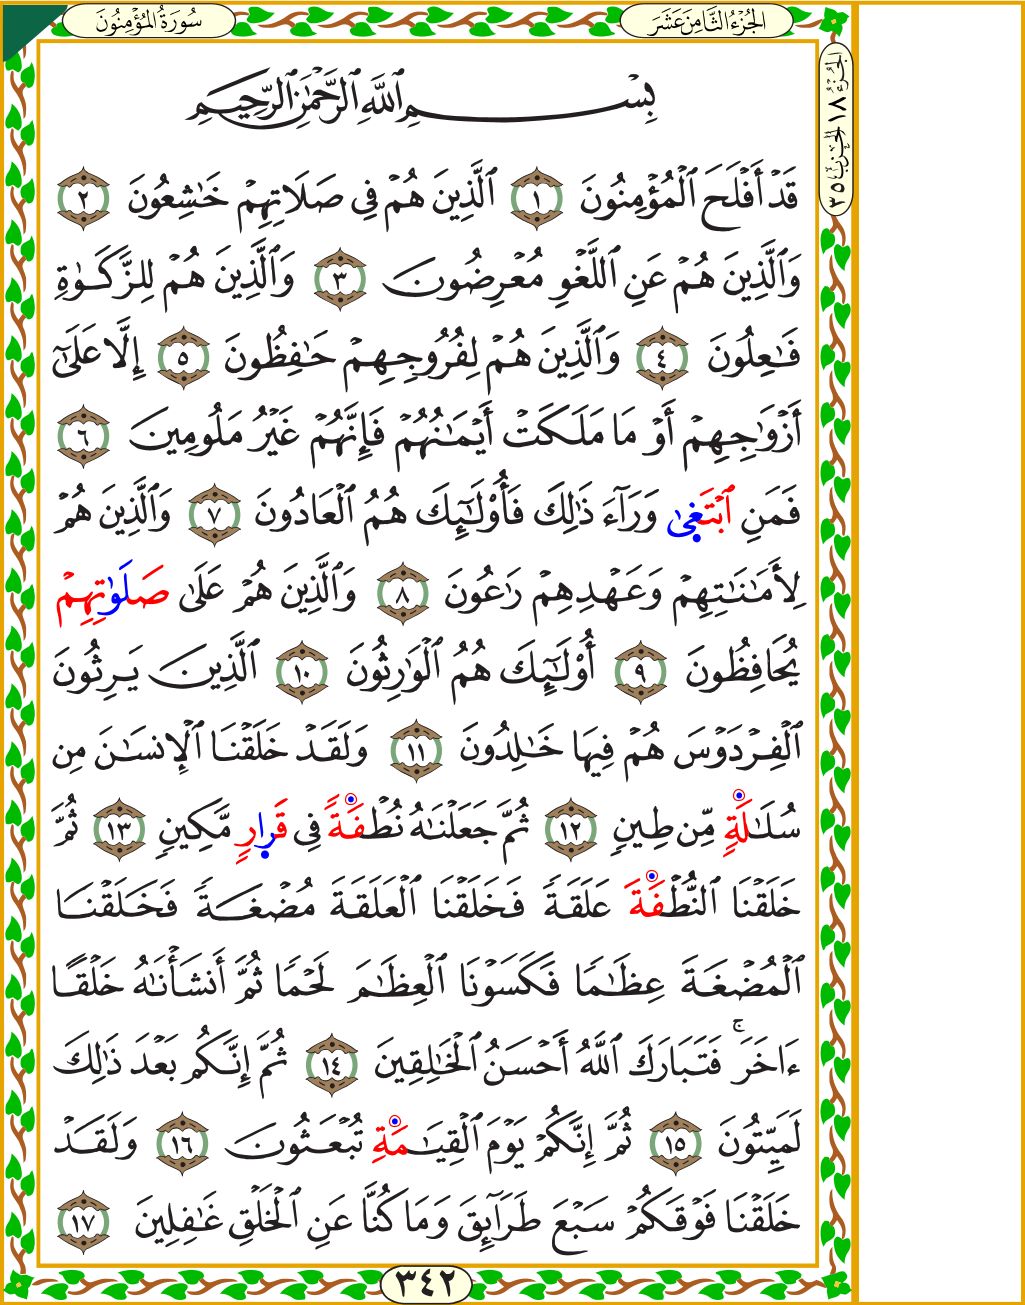 سُورَةُ المُؤْمِنُونَ
الجُزْءُ الثَّامِنَ عَشَرَ
الجُزْءُ ١٨ الحِزْبُ ٣٥
بِسْمِ ٱللَّهِ ٱلرَّحْمَٰنِ ٱلرَّحِيمِ
قَدْ أَفْلَحَ ٱلْمُؤْمِنُونَ ١ ٱلَّذِينَ هُمْ فِى صَلَاتِهِمْ خَٰشِعُونَ ٢
وَٱلَّذِينَ هُمْ عَنِ ٱللَّغْوِ مُعْرِضُونَ ٣ وَٱلَّذِينَ هُمْ لِلزَّكَوٰةِ
فَٰعِلُونَ ٤ وَٱلَّذِينَ هُمْ لِفُرُوجِهِمْ حَٰفِظُونَ ٥ إِلَّا عَلَىٰٓ
أَزْوَٰجِهِمْ أَوْ مَا مَلَكَتْ أَيْمَٰنُهُمْ فَإِنَّهُمْ غَيْرُ مَلُومِينَ ٦
فَمَنِ ٱبْتَغَىٰ وَرَآءَ ذَٰلِكَ فَأُو۟لَٰٓئِكَ هُمُ ٱلْعَادُونَ ٧ وَٱلَّذِينَ هُمْ
لِأَمَٰنَٰتِهِمْ وَعَهْدِهِمْ رَٰعُونَ ٨ وَٱلَّذِينَ هُمْ عَلَىٰ صَلَوَٰتِهِمْ
يُحَافِظُونَ ٩ أُو۟لَٰٓئِكَ هُمُ ٱلْوَٰرِثُونَ ١٠ ٱلَّذِينَ يَرِثُونَ
ٱلْفِرْدَوْسَ هُمْ فِيهَا خَٰلِدُونَ ١١ وَلَقَدْ خَلَقْنَا ٱلْإِنسَٰنَ مِن
سُلَٰلَةٍ مِّن طِينٍ ١٢ ثُمَّ جَعَلْنَٰهُ نُطْفَةً فِى قَرَارٍ مَّكِينٍ ١٣ ثُمَّ
خَلَقْنَا ٱلنُّطْفَةَ عَلَقَةً فَخَلَقْنَا ٱلْعَلَقَةَ مُضْغَةً فَخَلَقْنَا
ٱلْمُضْغَةَ عِظَٰمًا فَكَسَوْنَا ٱلْعِظَٰمَ لَحْمًا ثُمَّ أَنشَأْنَٰهُ خَلْقًا
ءَاخَرَ ۚ فَتَبَارَكَ ٱللَّهُ أَحْسَنُ ٱلْخَٰلِقِينَ ١٤ ثُمَّ إِنَّكُم بَعْدَ ذَٰلِكَ
لَمَيِّتُونَ ١٥ ثُمَّ إِنَّكُمْ يَوْمَ ٱلْقِيَٰمَةِ تُبْعَثُونَ ١٦ وَلَقَدْ
خَلَقْنَا فَوْقَكُمْ سَبْعَ طَرَآئِقَ وَمَا كُنَّا عَنِ ٱلْخَلْقِ غَٰفِلِينَ ١٧
٣٤٢